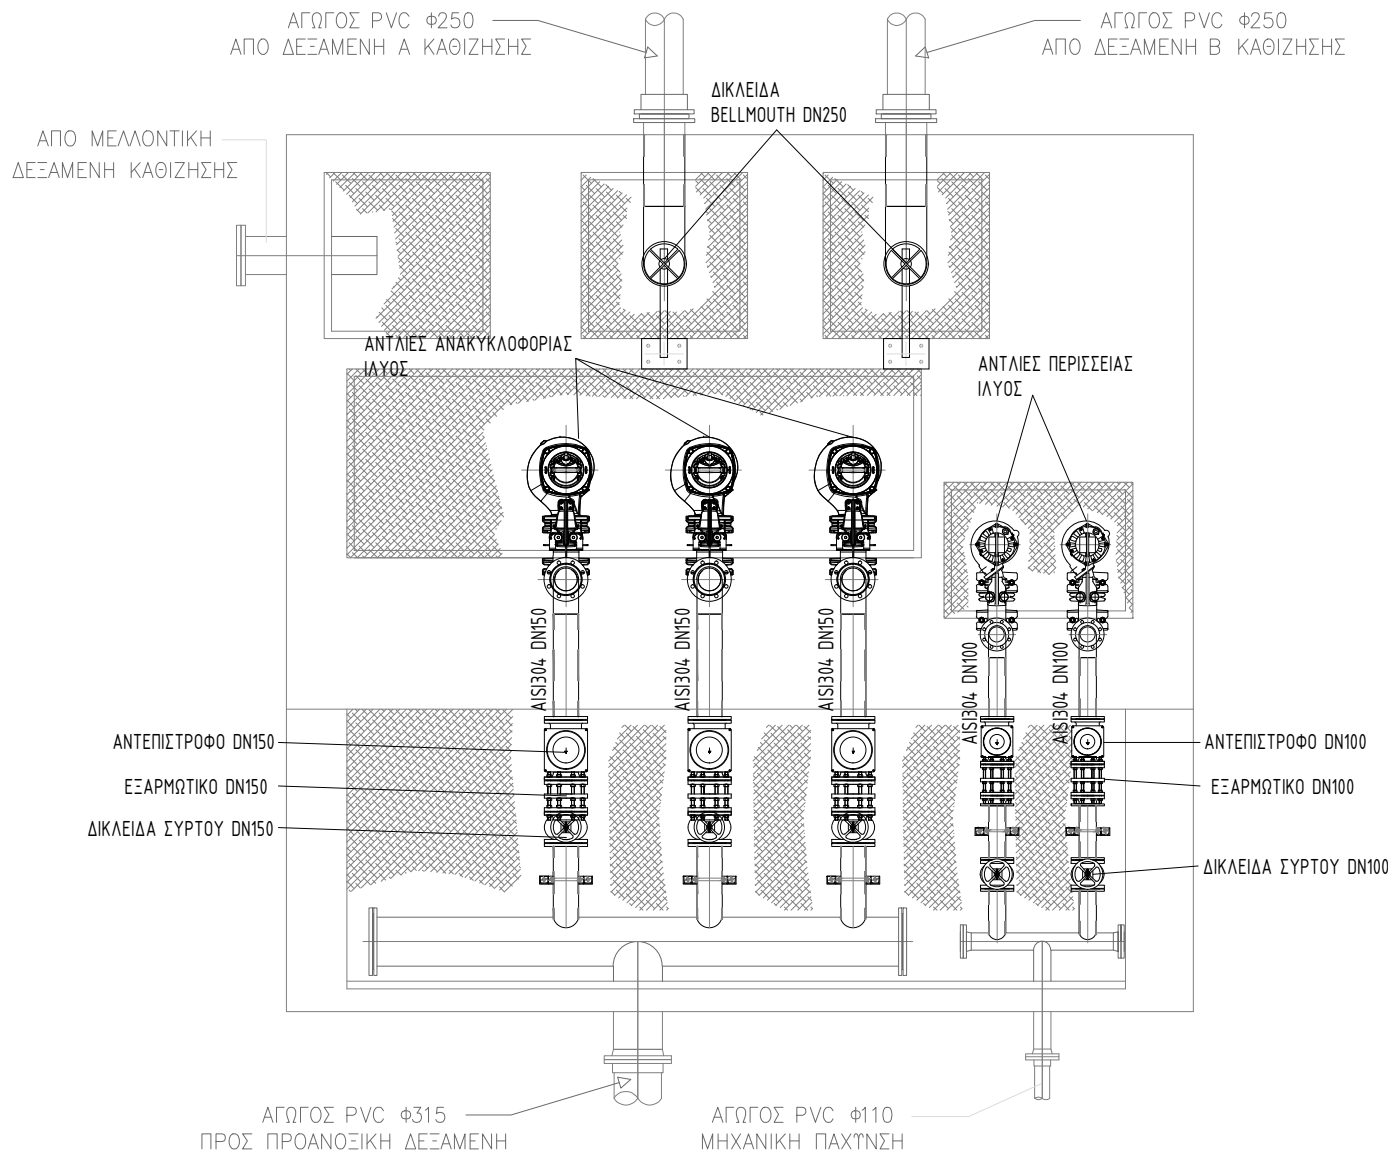 ΑΓΩΓΟΣ PVC Φ250
ΑΠΟ ΔΕΞΑΜΕΝΗ Α ΚΑΘΙΖΗΣΗΣ
ΑΓΩΓΟΣ PVC Φ250
ΑΠΟ ΔΕΞΑΜΕΝΗ Β ΚΑΘΙΖΗΣΗΣ
ΔΙΚΛΕΙΔΑ
BELLMOUTH DN250
ΑΠΟ ΜΕΛΛΟΝΤΙΚΗ
ΔΕΞΑΜΕΝΗ ΚΑΘΙΖΗΣΗΣ
ΑΝΤΛΙΕΣ ΑΝΑΚΥΚΛΟΦΟΡΙΑΣ
ΙΛΥΟΣ
ΑΝΤΛΙΕΣ ΠΕΡΙΣΣΕΙΑΣ
ΙΛΥΟΣ
AISI304 DN150
AISI304 DN150
AISI304 DN150
AISI304 DN100
AISI304 DN100
ΑΝΤΕΠΙΣΤΡΟΦΟ DN150
ΕΞΑΡΜΩΤΙΚΟ DN150
ΔΙΚΛΕΙΔΑ ΣΥΡΤΟΥ DN150
ΑΝΤΕΠΙΣΤΡΟΦΟ DN100
ΕΞΑΡΜΩΤΙΚΟ DN100
ΔΙΚΛΕΙΔΑ ΣΥΡΤΟΥ DN100
ΑΓΩΓΟΣ PVC Φ315
ΠΡΟΣ ΠΡΟΑΝΟΞΙΚΗ ΔΕΞΑΜΕΝΗ
ΑΓΩΓΟΣ PVC Φ110
ΜΗΧΑΝΙΚΗ ΠΑΧΥΝΣΗ